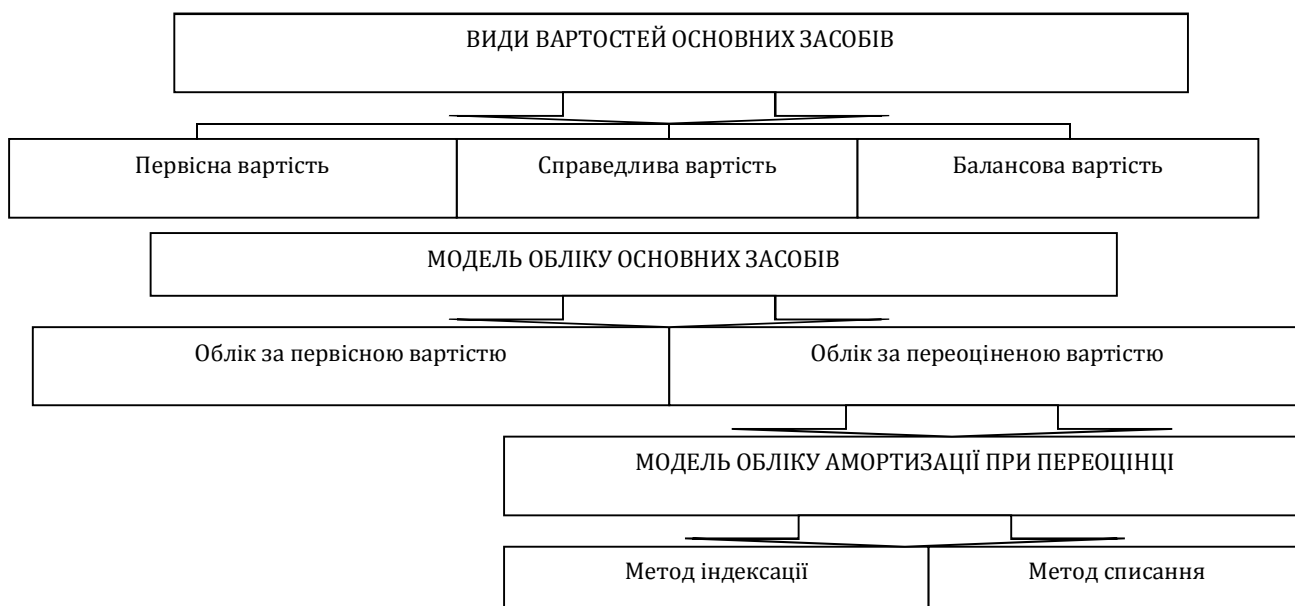 ВИДИ ВАРТОСТЕЙ ОСНОВНИХ ЗАСОБІВ
Первісна вартість
Справедлива вартість
Балансова вартість
МОДЕЛЬ ОБЛІКУ ОСНОВНИХ ЗАСОБІВ
Облік за первісною вартістю
Облік за переоціненою вартістю
МОДЕЛЬ ОБЛІКУ АМОРТИЗАЦІЇ ПРИ ПЕРЕОЦІНЦІ
Метод індексації
Метод списання